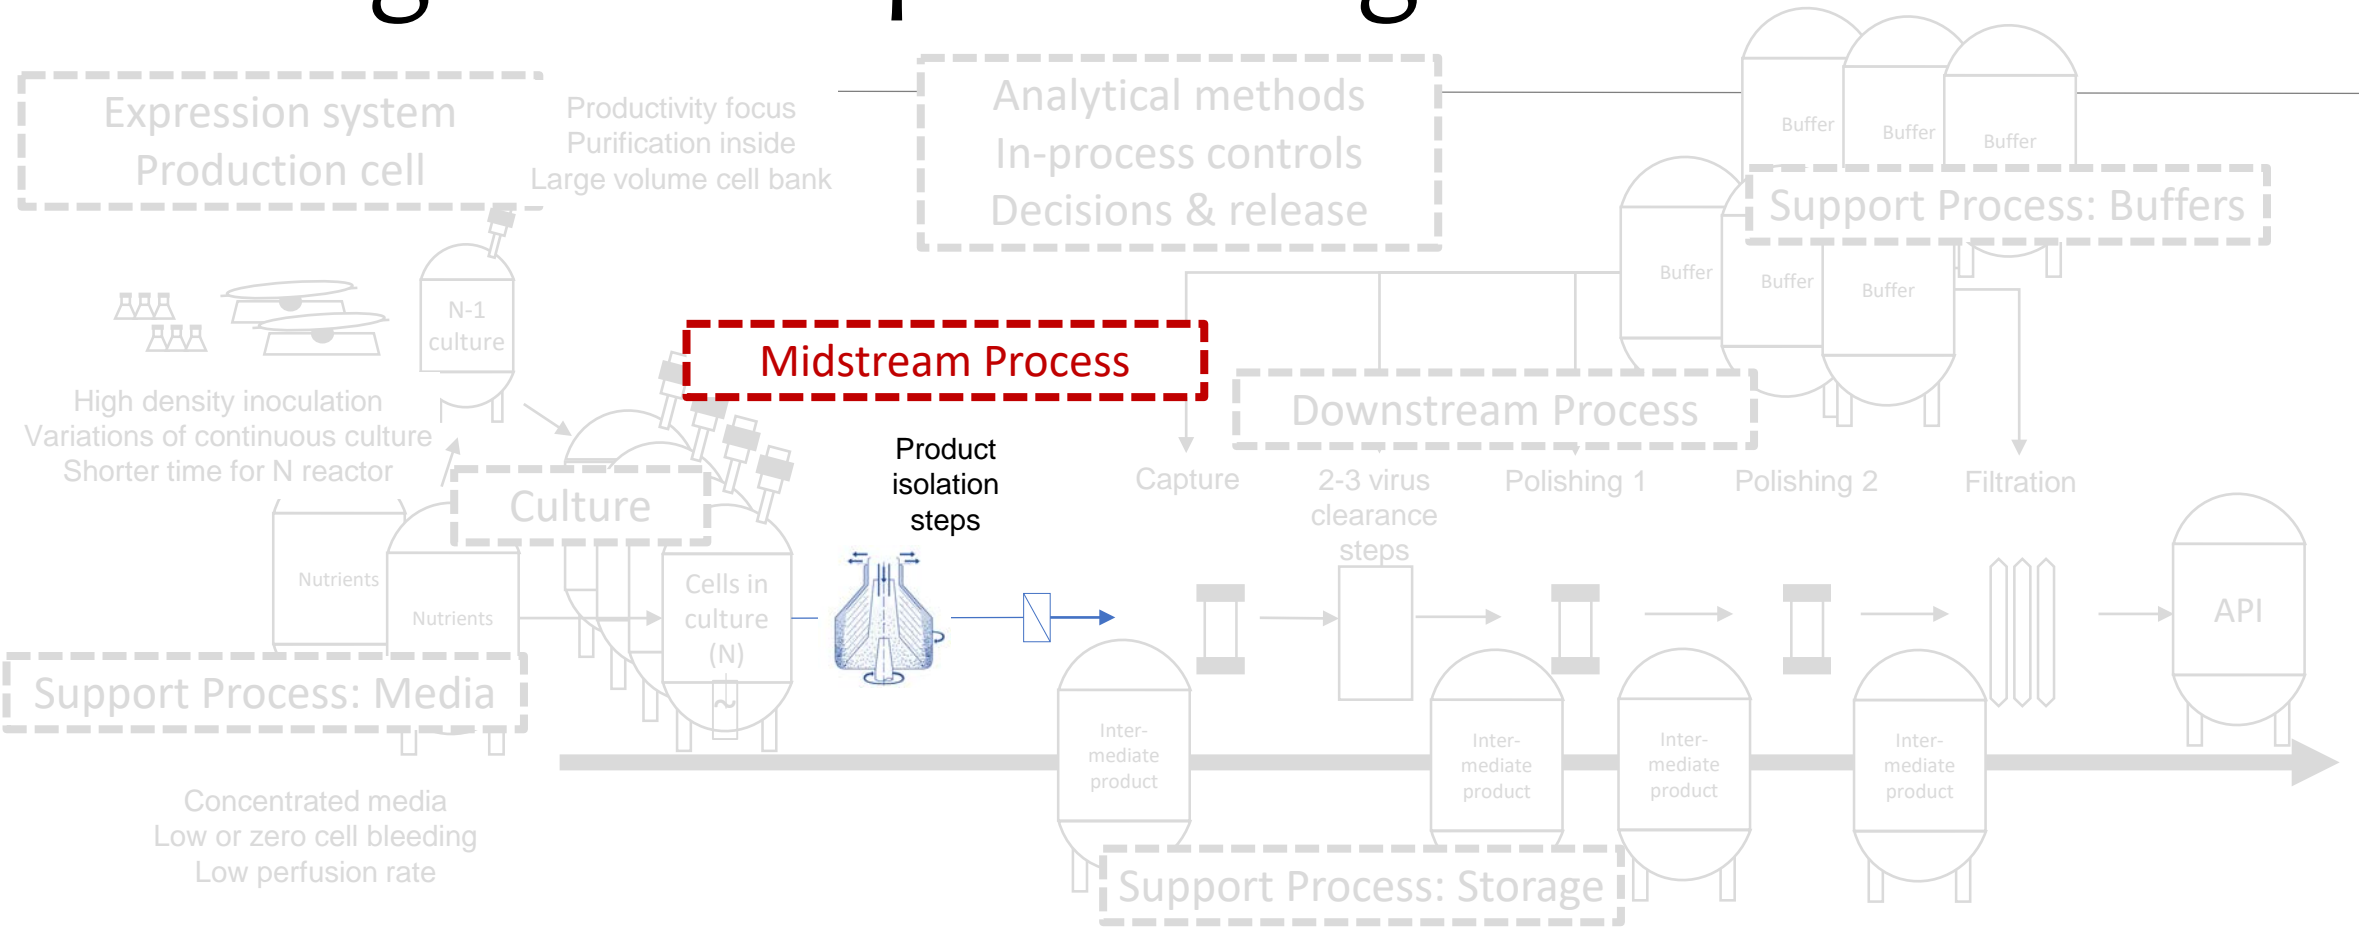 Expression system
Production cell
Productivity focus
Purification inside
Large volume cell bank
Analytical methods
In-process controls
Decisions & release
Buffer
Buffer
Buffer
Support Process: Buffers
Buffer
Buffer
Buffer
N-1
culture
Midstream Process
High density inoculation
Variations of continuous culture
Shorter time for N reactor
Downstream Process
Product
isolation
steps
Capture
2-3 virus
clearance
steps
Polishing 1
Polishing 2
Filtration
Culture
Nutrients
Nutrients
Cells in
culture
(N)
API
Support Process: Media
Inter-
mediate
product
Inter-
mediate
product
Inter-
mediate
product
Inter-
mediate
product
Concentrated media
Low or zero cell bleeding
Low perfusion rate
Support Process: Storage